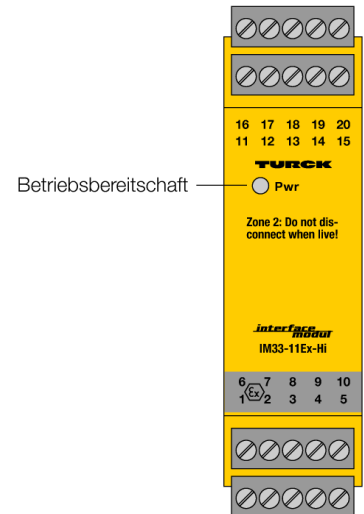 16 17 18 19 20
11 12 13 14 15
TURCK
Betriebsbereitschaft
Pwr
Zone 2: Do not dis-
connect when live!
interface
modul
IM33-11Ex-Hi
6 7 8 9 10
Ex
1 2 3 4 5